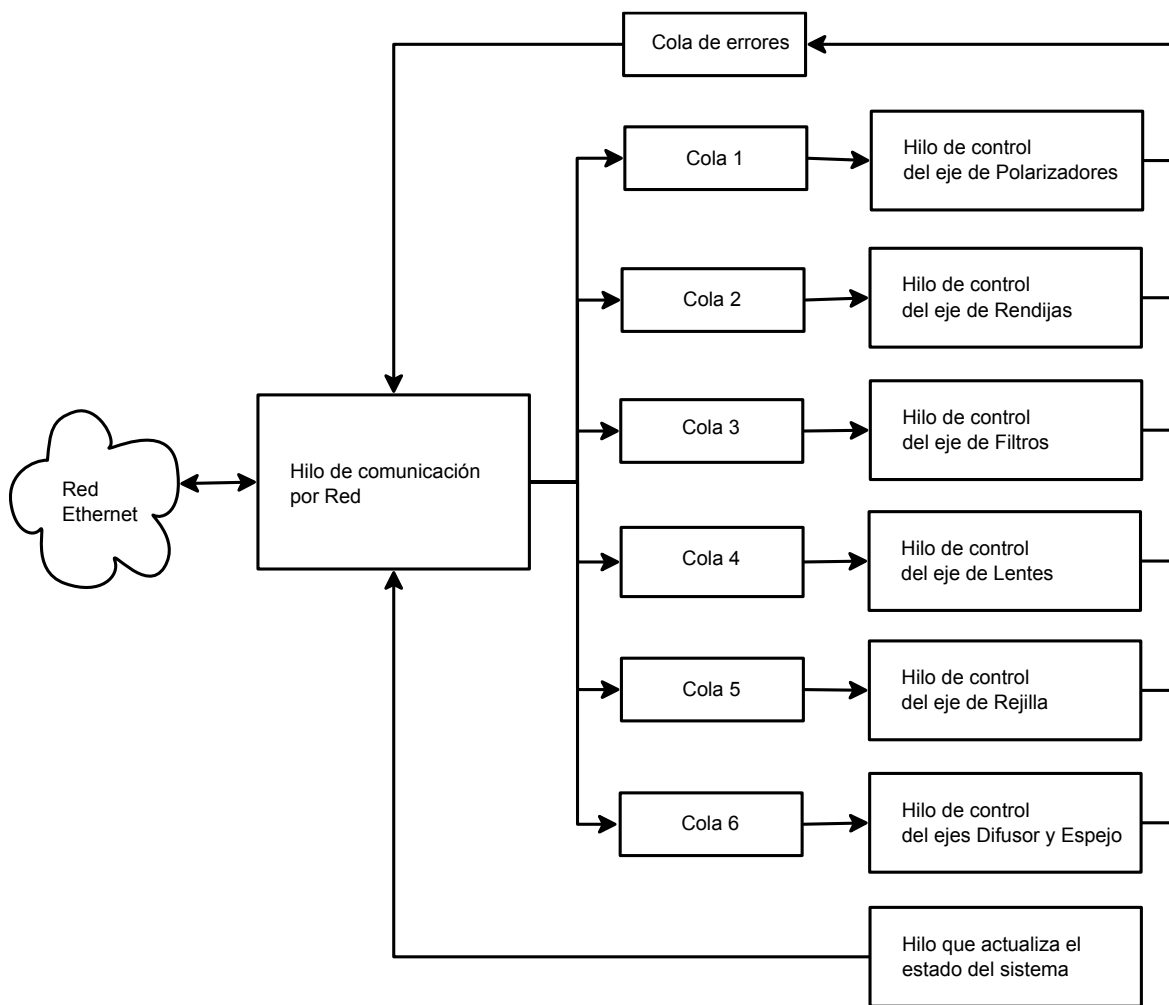 Cola de errores
Cola 1
Hilo de control
del eje de Polarizadores
Cola 2
Hilo de control
del eje de Rendijas
Cola 3
Hilo de control
del eje de Filtros
Red
Ethernet
Hilo de comunicación
por Red
Cola 4
Hilo de control
del eje de Lentes
Cola 5
Hilo de control
del eje de Rejilla
Cola 6
Hilo de control
del ejes Difusor y Espejo
Hilo que actualiza el
estado del sistema